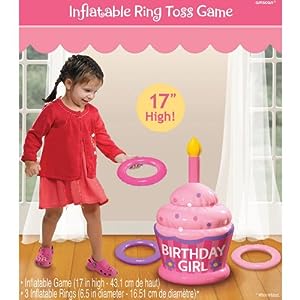 amscan
Inflatable Ring Toss Game
17"
High!
BIRTHDAY
GIRL
• Inflatable Game (17 in high - 43.1 cm de haut)
• 3 Inflatable Rings (6.5 in diameter - 16.51 cm de diamètre)*